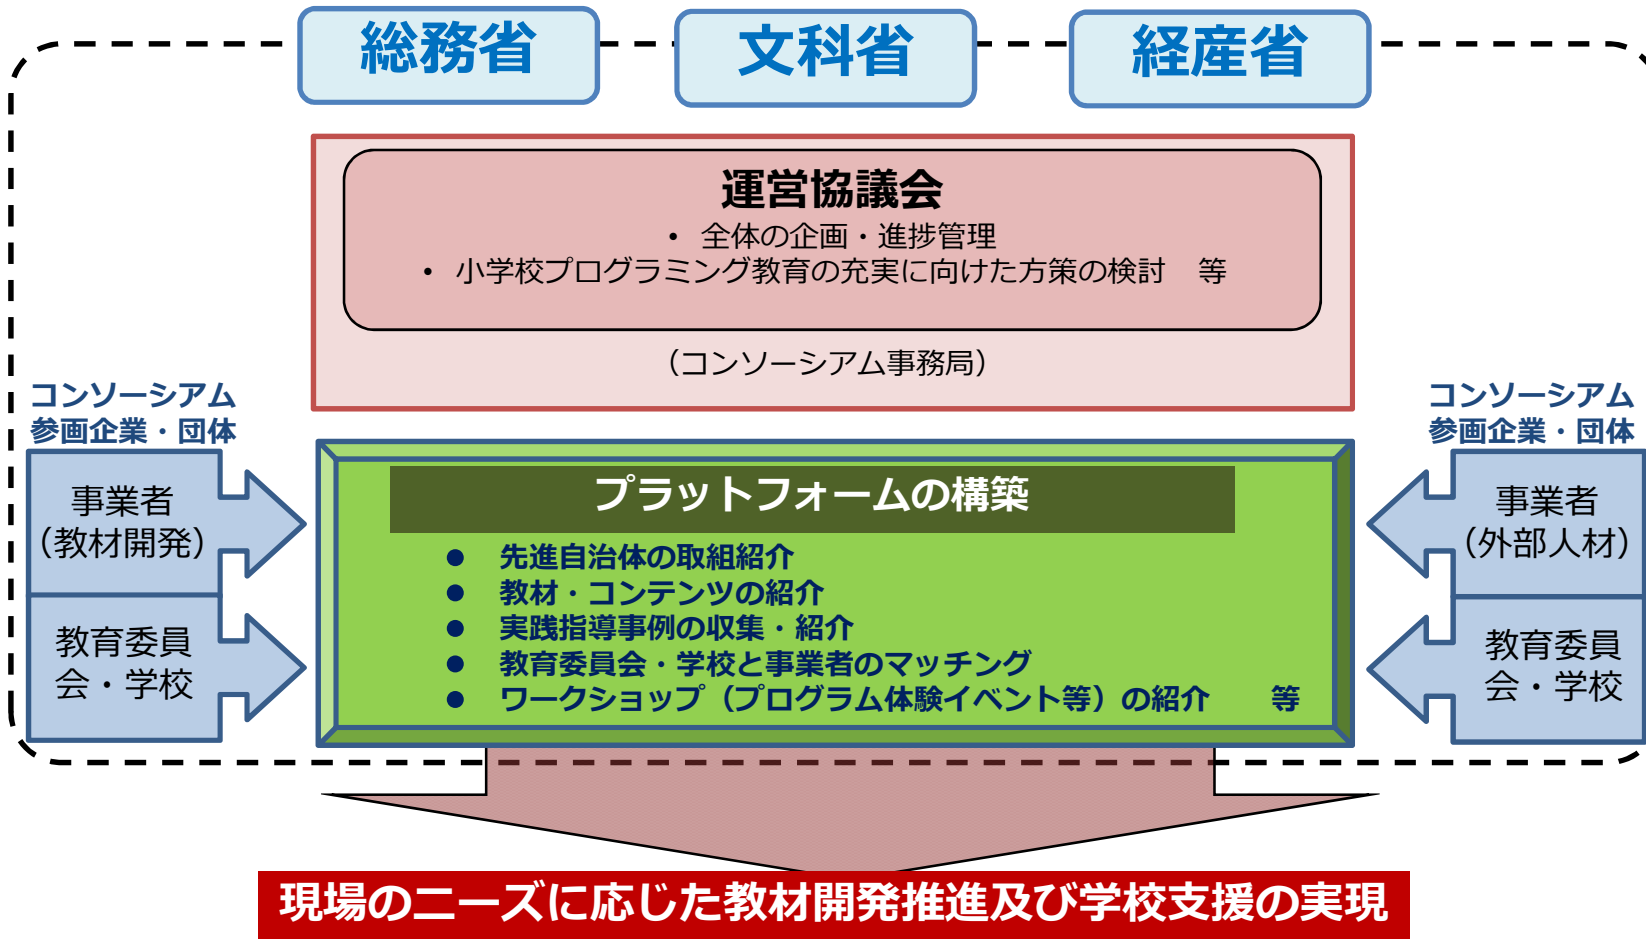 総務省
文科省
経産省
運営協議会
• 全体の企画・進捗管理
• 小学校プログラミング教育の充実に向けた方策の検討　等
（コンソーシアム事務局）
コンソーシアム
参画企業・団体
事業者
（教材開発）
教育委員
会・学校
プラットフォームの構築
● 先進自治体の取組紹介
● 教材・コンテンツの紹介
● 実践指導事例の収集・紹介
● 教育委員会・学校と事業者のマッチング
● ワークショップ（プログラム体験イベント等）の紹介　　等
コンソーシアム
参画企業・団体
事業者
（外部人材）
教育委員
会・学校
現場のニーズに応じた教材開発推進及び学校支援の実現